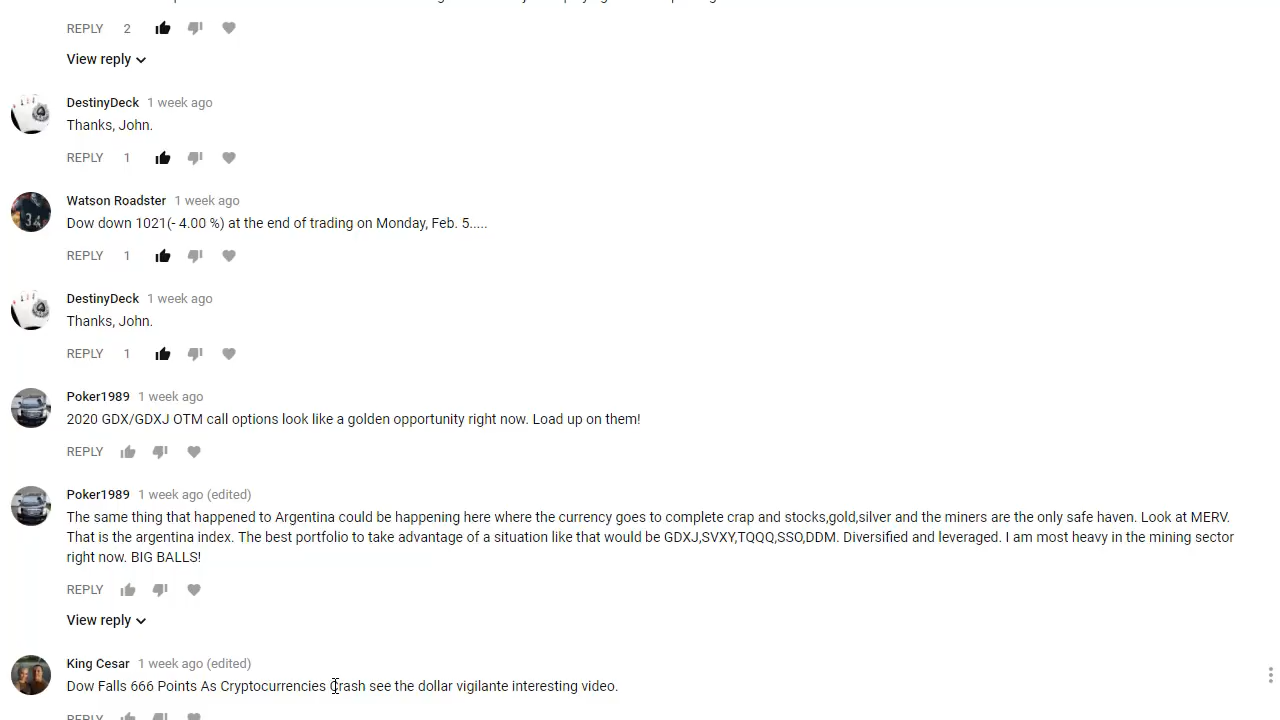 REPLY 2
View reply
DestinyDeck 1 week ago
Thanks, John.
REPLY 1
Watson Roadster 1 week ago
Dow down 1021(- 4.00 %) at the end of trading on Monday, Feb. 5.....
REPLY 1
DestinyDeck 1 week ago
Thanks, John.
REPLY 1
Poker1989 1 week ago
2020 GDX/GDXJ OTM call options look like a golden opportunity right now. Load up on them!
REPLY
Poker1989 1 week ago (edited)
The same thing that happened to Argentina could be happening here where the currency goes to complete crap and stocks,gold,silver and the miners are the only safe haven. Look at MERV.
That is the argentina index. The best portfolio to take advantage of a situation like that would be GDXJ,SVXY,TQQQ,SSO,DDM. Diversified and leveraged. I am most heavy in the mining sector
right now. BIG BALLS!
REPLY
View reply
King Cesar 1 week ago (edited)
Dow Falls 666 Points As Cryptocurrencies Crash see the dollar vigilante interesting video.
REPLY